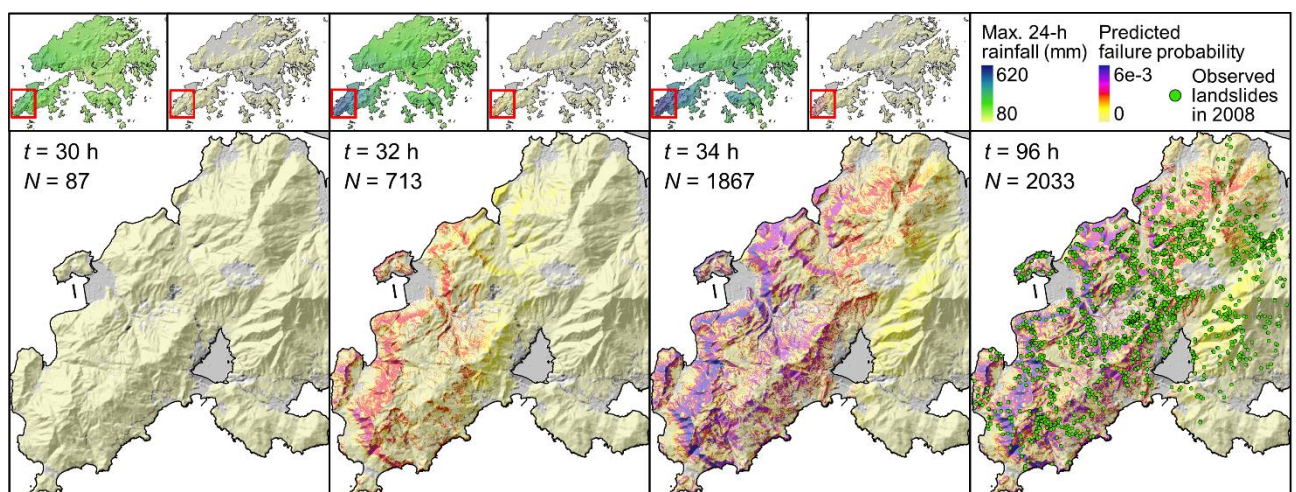 Max. 24-h
rainfall (mm)
620
80
Predicted
failure probability
6e-3
0
Observed
landslides
in 2008
t = 30 h
N = 87
t = 32 h
N = 713
t = 34 h
N = 1867
t = 96 h
N = 2033